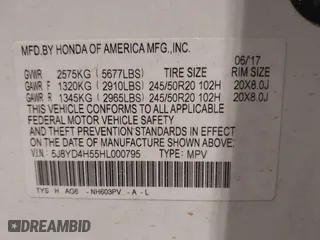 MFD.BY HONDA OF AMERICA MFG.,INC.
06/17
GVWR 2575KG (5677LBS) TIRE SIZE RIM SIZE
GAWR F 1320KG (2910LBS) 245/50R20 102H 20X8.0J
GAWR R 1345KG (2965LBS) 245/50R20 102H 20X8.0J
THIS VEHICLE CONFORMS TO ALL APPLICABLE
FEDERAL MOTOR VEHICLE SAFETY AND
THEFT PREVENTION STANDARDS IN EFFECT
ON THE DATE OF MANUFACTURE SHOWN ABOVE.
V.I.N.: 5J8YD4H55HL000795 TYPE: MPV
TYS H AG6 - NH603PV - A - L
DREAMBID